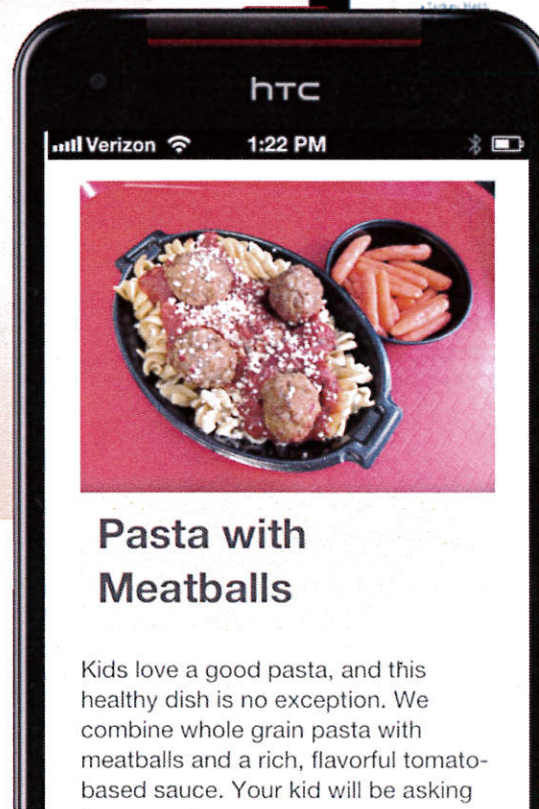 hTC
Verizon 1:22 PM
Pasta with
Meatballs
Kids love a good pasta, and this
healthy dish is no exception. We
combine whole grain pasta with
meatballs and a rich, flavorful tomato-
based sauce. Your kid will be asking